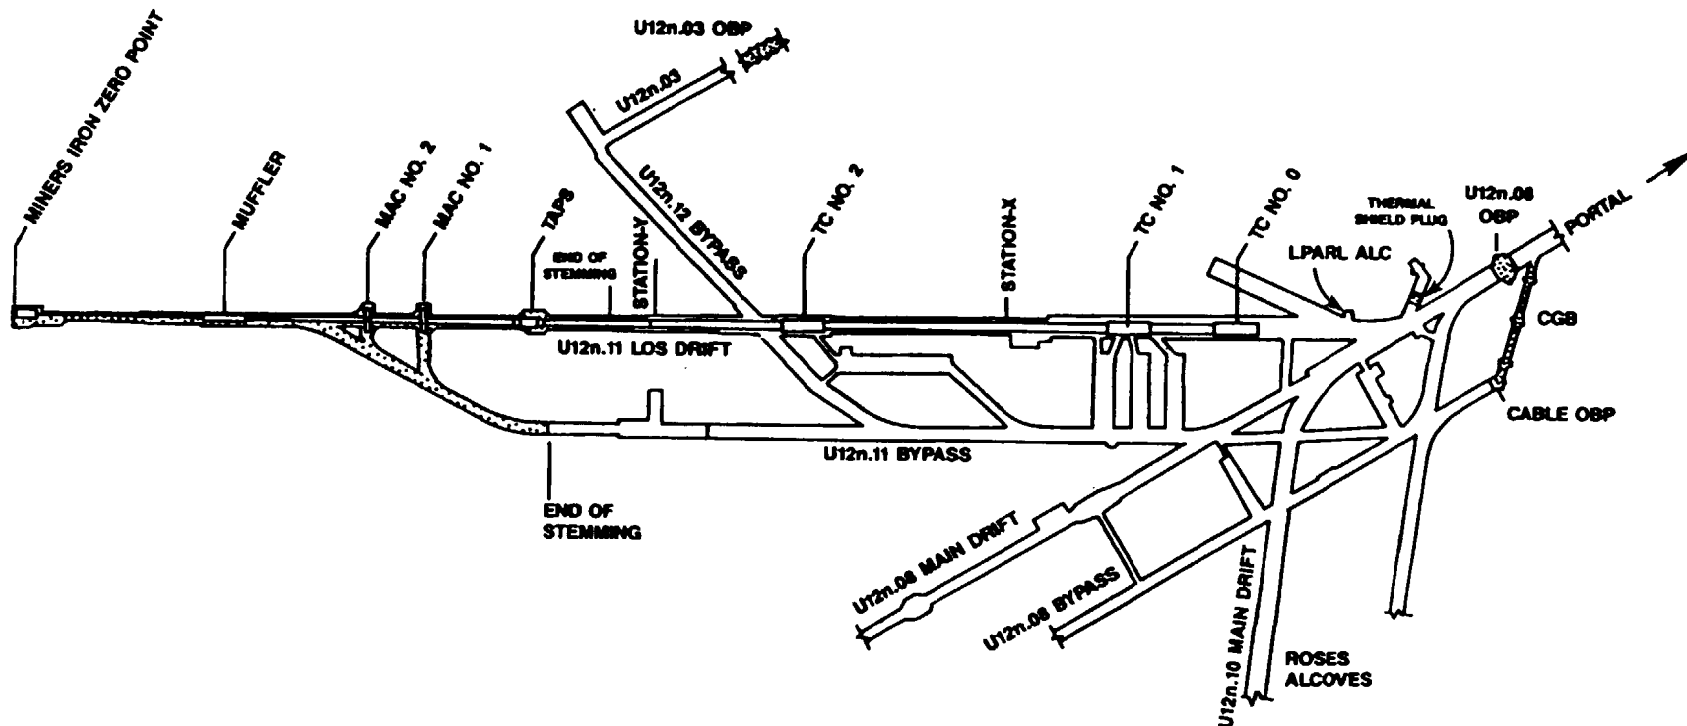 U12n.03 OBP
MINERS IRON ZERO POINT
U12n.03
MUFFLER
MAC NO. 2
MAC NO. 1
TAPS
END OF
STEMMING
STATION-Y
U12n.12 BYPASS
TC NO. 2
STATION-X
TC NO. 1
TC NO. 0
THERMAL
SHIELD PLUG
U12n.08
OBP
PORTAL
LPARL ALC
CGB
U12n.11 LOS DRIFT
CABLE OBP
U12n.11 BYPASS
END OF
STEMMING
U12n.08 MAIN DRIFT
U12n.08 BYPASS
U12n.10 MAIN DRIFT
ROSES
ALCOVES